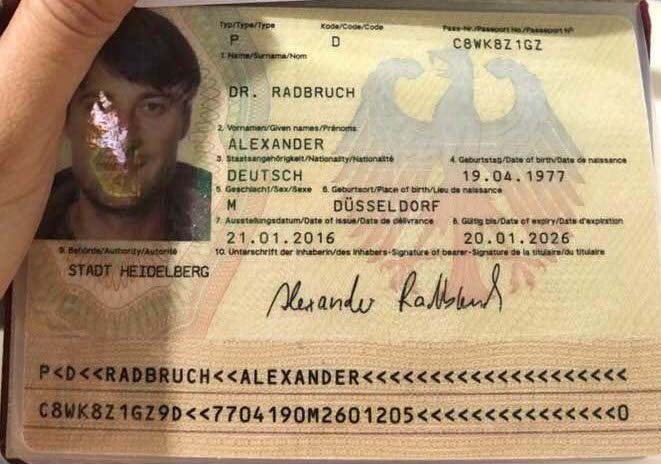 Typ/Type/Type Kode/Code/Code Pass-Nr./Passport No./Passeport N°
P D C8WK8Z1GZ
1. Name/Surname/Nom
DR. RADBRUCH
2. Vornamen/Given names/Prénoms
ALEXANDER
3. Staatsangehörigkeit/Nationality/Nationalité 4. Geburtstag/Date of birth/Date de naissance
DEUTSCH 19.04.1977
5. Geschlecht/Sex/Sexe 6. Geburtsort/Place of birth/Lieu de naissance
M DÜSSELDORF
7. Ausstellungsdatum/Date of issue/Date de délivrance 8. Gültig bis/Date of expiry/Date d'expiration
21.01.2016 20.01.2026
9. Behörde/Authority/Autorité 10. Unterschrift der Inhaberin/des Inhabers-Signature of bearer-Signature de la titulaire/du titulaire
STADT HEIDELBERG
Alexander Radbruch
P<D<<RADBRUCH<<ALEXANDER<<<<<<<<<<<<<<<<<<<<
C8WK8Z1GZ9D<<7704190M2601205<<<<<<<<<<<<<<<0